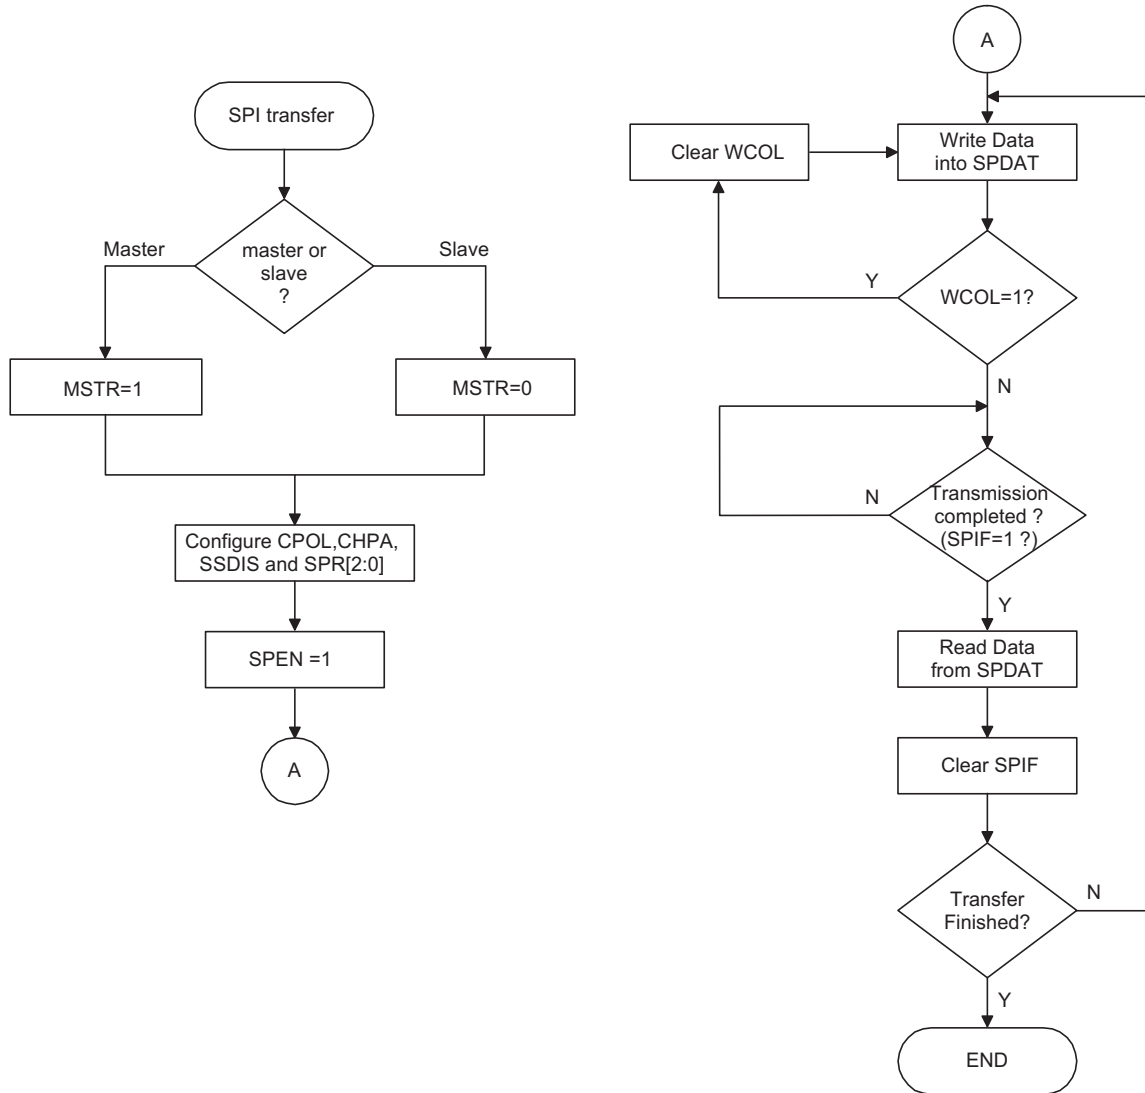 SPI transfer
Master
master or
slave
?
Slave
MSTR=1
MSTR=0
Configure CPOL,CHPA,
SSDIS and SPR[2:0]
SPEN =1
A
A
Clear WCOL
Write Data
into SPDAT
Y
WCOL=1?
N
N
Transmission
completed ?
(SPIF=1 ?)
Y
Read Data
from SPDAT
Clear SPIF
Transfer
Finished?
N
Y
END